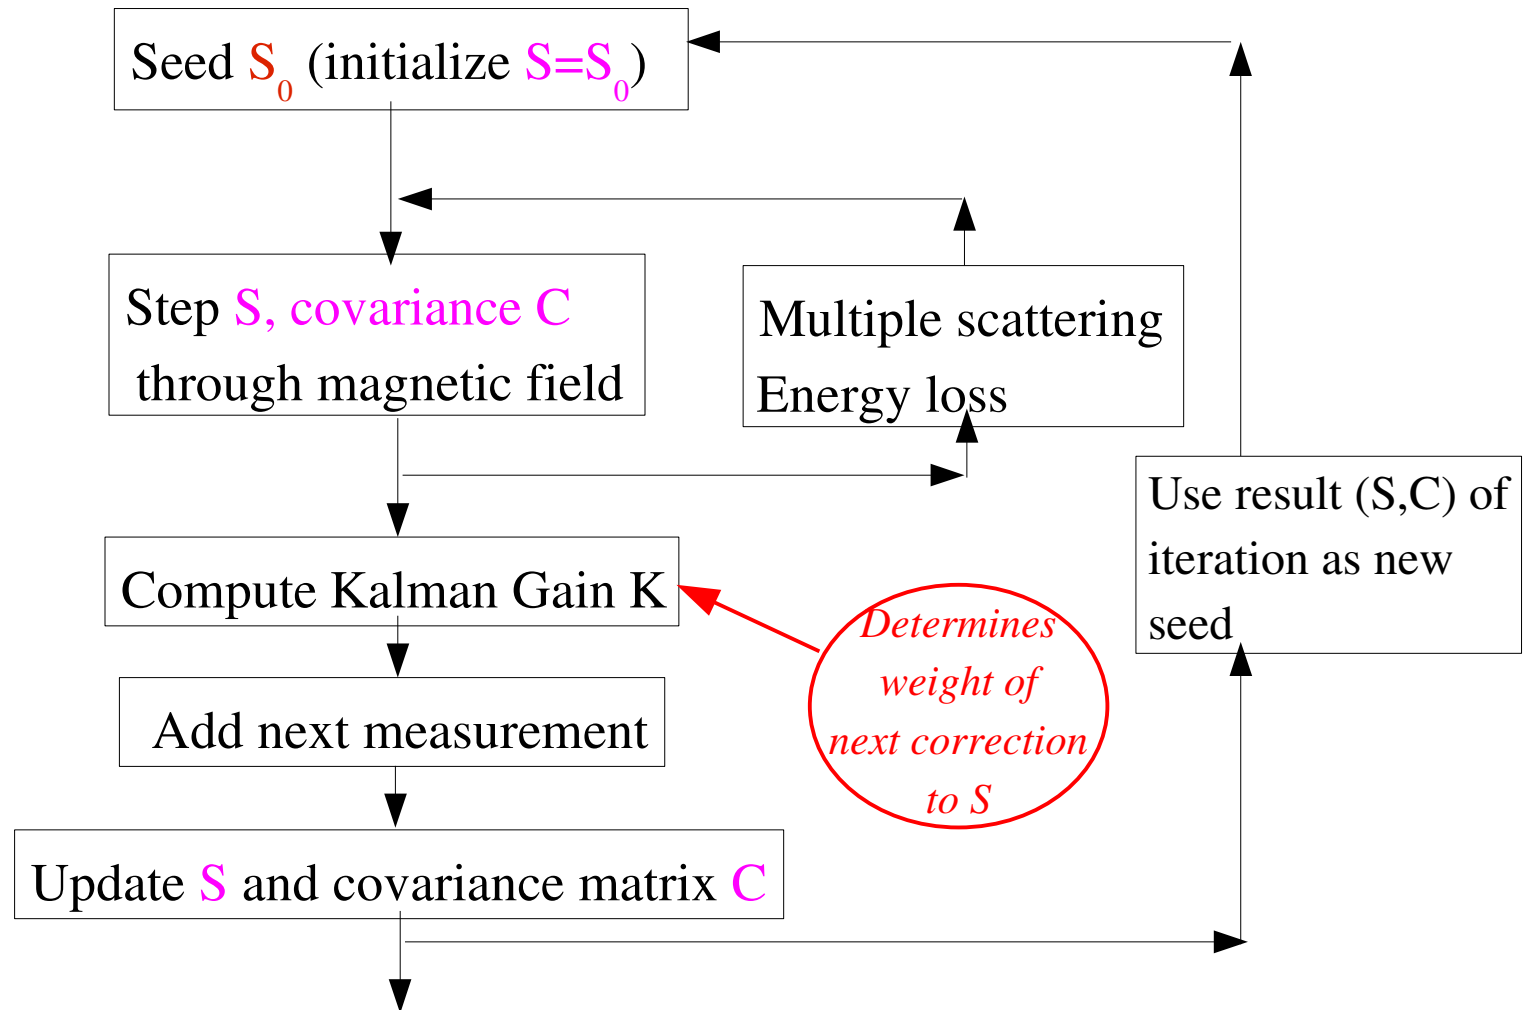 Seed S₀ (initialize S=S₀)
Step S, covariance C
through magnetic field
Multiple scattering
Energy loss
Use result (S,C) of
iteration as new
seed
Compute Kalman Gain K
Determines
weight of
next correction
to S
Add next measurement
Update S and covariance matrix C